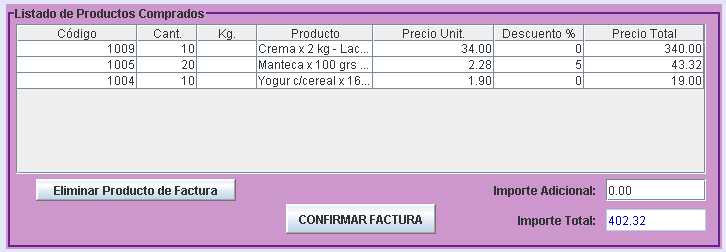 Listado de Productos Comprados
Código Cant. Kg. Producto Precio Unit. Descuento % Precio Total
1009 10 Crema x 2 kg - Lac... 34.00 0 340.00
1005 20 Manteca x 100 grs ... 2.28 5 43.32
1004 10 Yogur c/cereal x 16... 1.90 0 19.00
Eliminar Producto de Factura
Importe Adicional: 0.00
CONFIRMAR FACTURA
Importe Total: 402.32